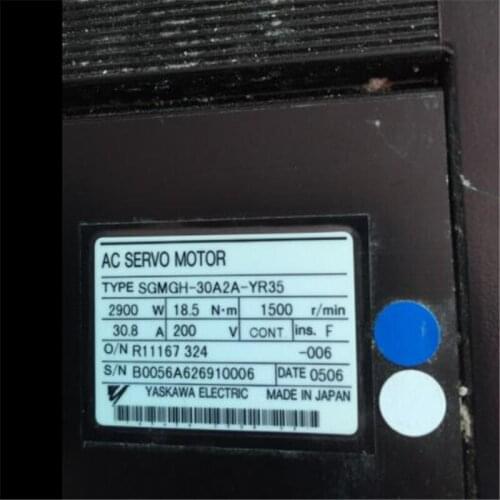 AC SERVO MOTOR
TYPE SGMGH-30A2A-YR35
2900 W 18.5 N·m 1500 r/min
30.8 A 200 V CONT ins. F
O/N R11167 324 -006
S/N B0056A626910006 DATE 0506
YASKAWA ELECTRIC MADE IN JAPAN